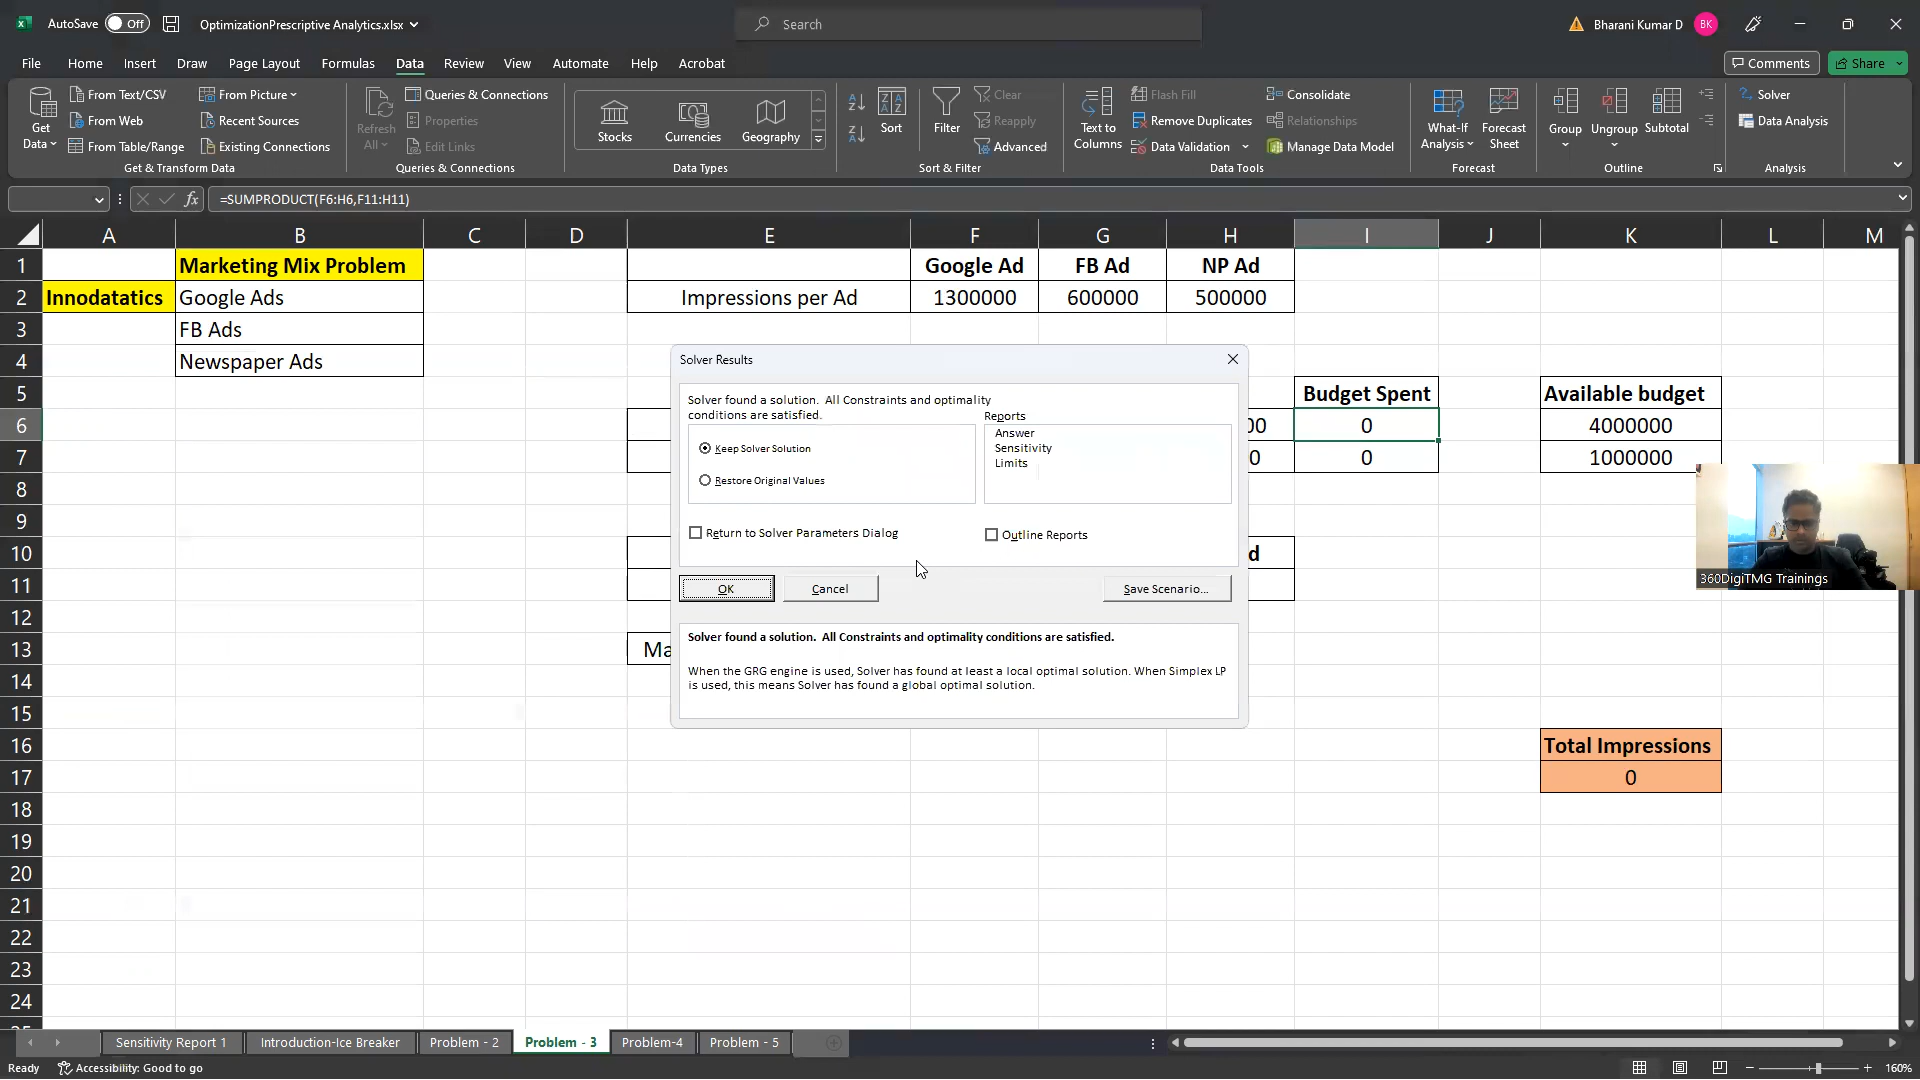 AutoSave Off OptimizationPrescriptive Analytics.xlsx Search Bharani Kumar D BK
File Home Insert Draw Page Layout Formulas Data Review View Automate Help Acrobat Comments Share
Get Data
From Text/CSV
From Web
From Table/Range
From Picture
Recent Sources
Existing Connections
Get & Transform Data
Refresh All
Queries & Connections
Properties
Edit Links
Queries & Connections
Stocks Currencies Geography
Data Types
Sort
Filter
Clear
Reapply
Advanced
Sort & Filter
Text to Columns
Flash Fill
Remove Duplicates
Data Validation
Consolidate
Relationships
Manage Data Model
Data Tools
What-If Analysis
Forecast Sheet
Forecast
Group
Ungroup
Subtotal
Outline
Solver
Data Analysis
Analysis
fx =SUMPRODUCT(F6:H6,F11:H11)
A B C D E F G H I J K L M
1 Marketing Mix Problem Google Ad FB Ad NP Ad
2 Innodatatics Google Ads Impressions per Ad 1300000 600000 500000
3 FB Ads
4 Newspaper Ads
5 Budget Spent Available budget
6 00 0 4000000
7 0 0 1000000
8
9
10 d
11
12
13 Ma
14
15
16 Total Impressions
17 0
18
19
20
21
22
23
24
Solver Results
Solver found a solution. All Constraints and optimality
conditions are satisfied.
Keep Solver Solution
Restore Original Values
Reports
Answer
Sensitivity
Limits
Return to Solver Parameters Dialog
Outline Reports
OK Cancel Save Scenario...
Solver found a solution. All Constraints and optimality conditions are satisfied.
When the GRG engine is used, Solver has found at least a local optimal solution. When Simplex LP
is used, this means Solver has found a global optimal solution.
360DigiTMG Trainings
Sensitivity Report 1 Introduction-Ice Breaker Problem - 2 Problem - 3 Problem-4 Problem - 5
Ready Accessibility: Good to go 160%